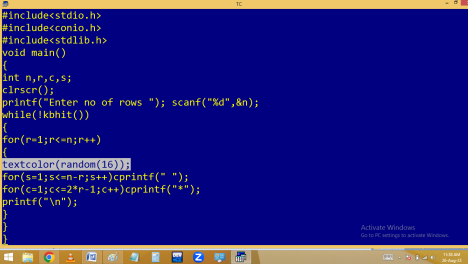 TC
#include<stdio.h>
#include<conio.h>
#include<stdlib.h>
void main()
{
int n,r,c,s;
clrscr();
printf("Enter no of rows "); scanf("%d",&n);
while(!kbhit())
{
for(r=1;r<=n;r++)
{
textcolor(random(16));
for(s=1;s<=n-r;s++)cprintf(" ");
for(c=1;c<=2*r-1;c++)cprintf("*");
printf("\n");
}
}
}
Activate Windows
Go to PC settings to activate Windows.